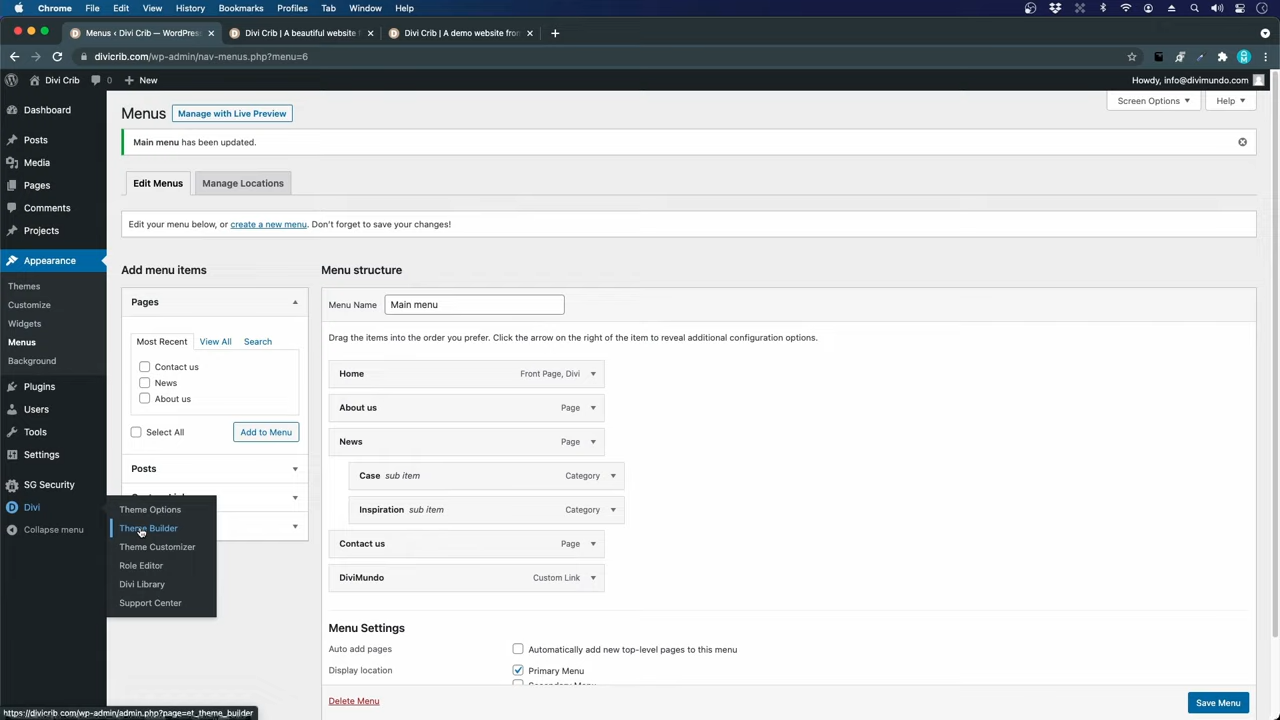 Chrome File Edit View History Bookmarks Profiles Tab Window Help
Menus ‹ Divi Crib — WordPress
Divi Crib | A beautiful website
Divi Crib | A demo website from
divicrib.com/wp-admin/nav-menus.php?menu=6
Divi Crib 0 New
Howdy, info@divimundo.com
Dashboard
Posts
Media
Pages
Comments
Projects
Appearance
Themes
Customize
Widgets
Menus
Background
Plugins
Users
Tools
Settings
SG Security
Divi
Collapse menu
Theme Options
Theme Builder
Theme Customizer
Role Editor
Divi Library
Support Center
Screen Options
Help
Menus
Manage with Live Preview
Main menu has been updated.
Edit Menus
Manage Locations
Edit your menu below, or create a new menu. Don't forget to save your changes!
Add menu items
Pages
Most Recent View All Search
Contact us
News
About us
Select All
Add to Menu
Posts
Menu structure
Menu Name Main menu
Drag the items into the order you prefer. Click the arrow on the right of the item to reveal additional configuration options.
Home Front Page, Divi
About us Page
News Page
Case sub item Category
Inspiration sub item Category
Contact us Page
DiviMundo Custom Link
Menu Settings
Auto add pages
Automatically add new top-level pages to this menu
Display location
Primary Menu
Delete Menu
Save Menu
https://divicrib.com/wp-admin/admin.php?page=et_theme_builder